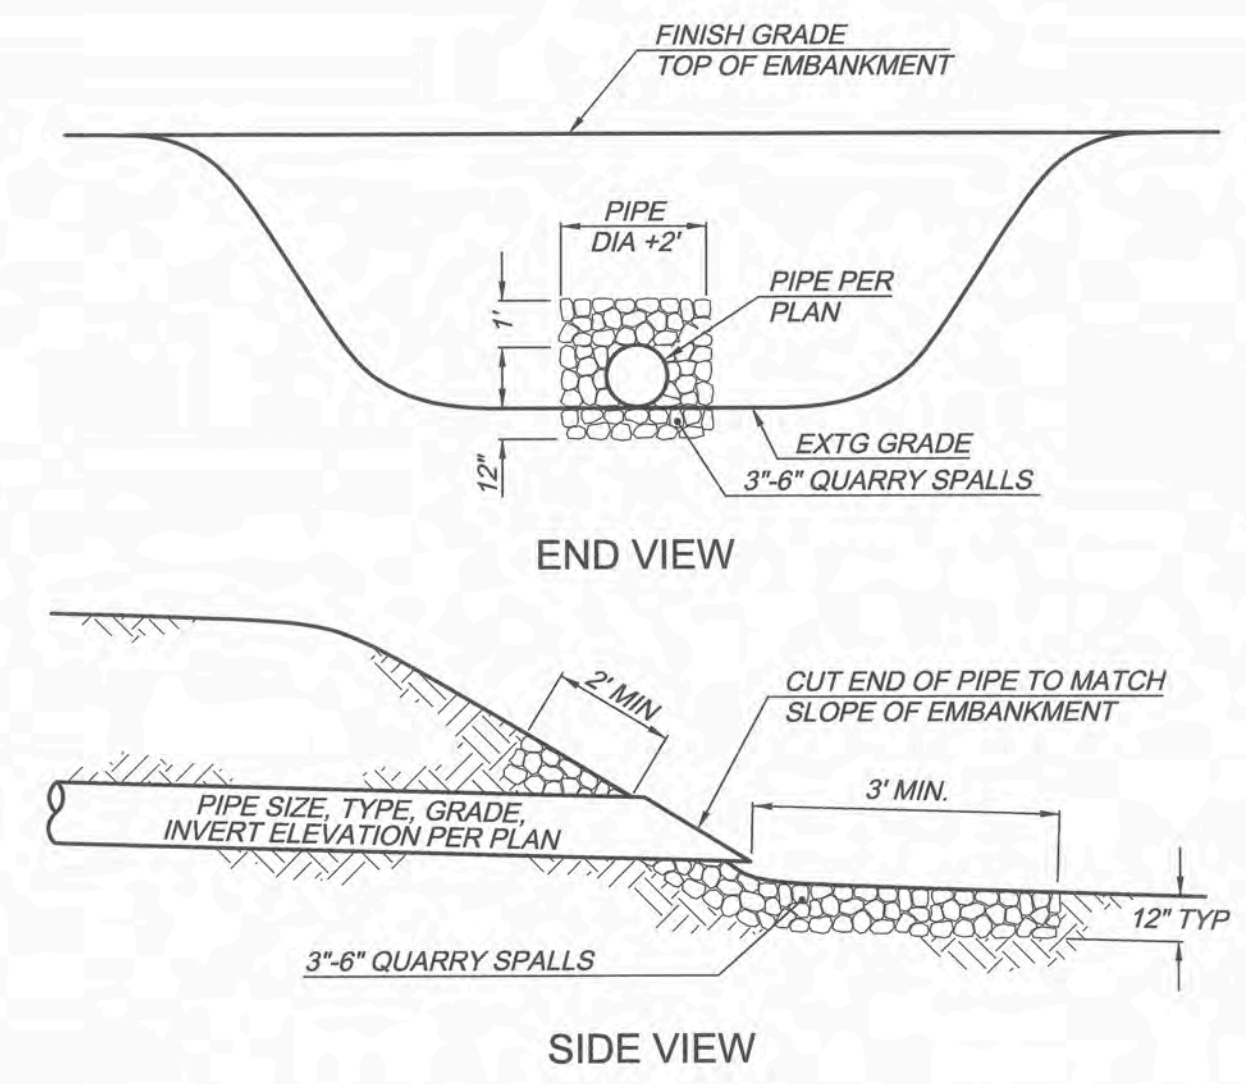 FINISH GRADE
TOP OF EMBANKMENT
PIPE
DIA +2'
PIPE PER
PLAN
1'
12"
EXTG GRADE
3"-6" QUARRY SPALLS
END VIEW
2' MIN
CUT END OF PIPE TO MATCH
SLOPE OF EMBANKMENT
3' MIN.
PIPE SIZE, TYPE, GRADE,
INVERT ELEVATION PER PLAN
12" TYP
3"-6" QUARRY SPALLS
SIDE VIEW